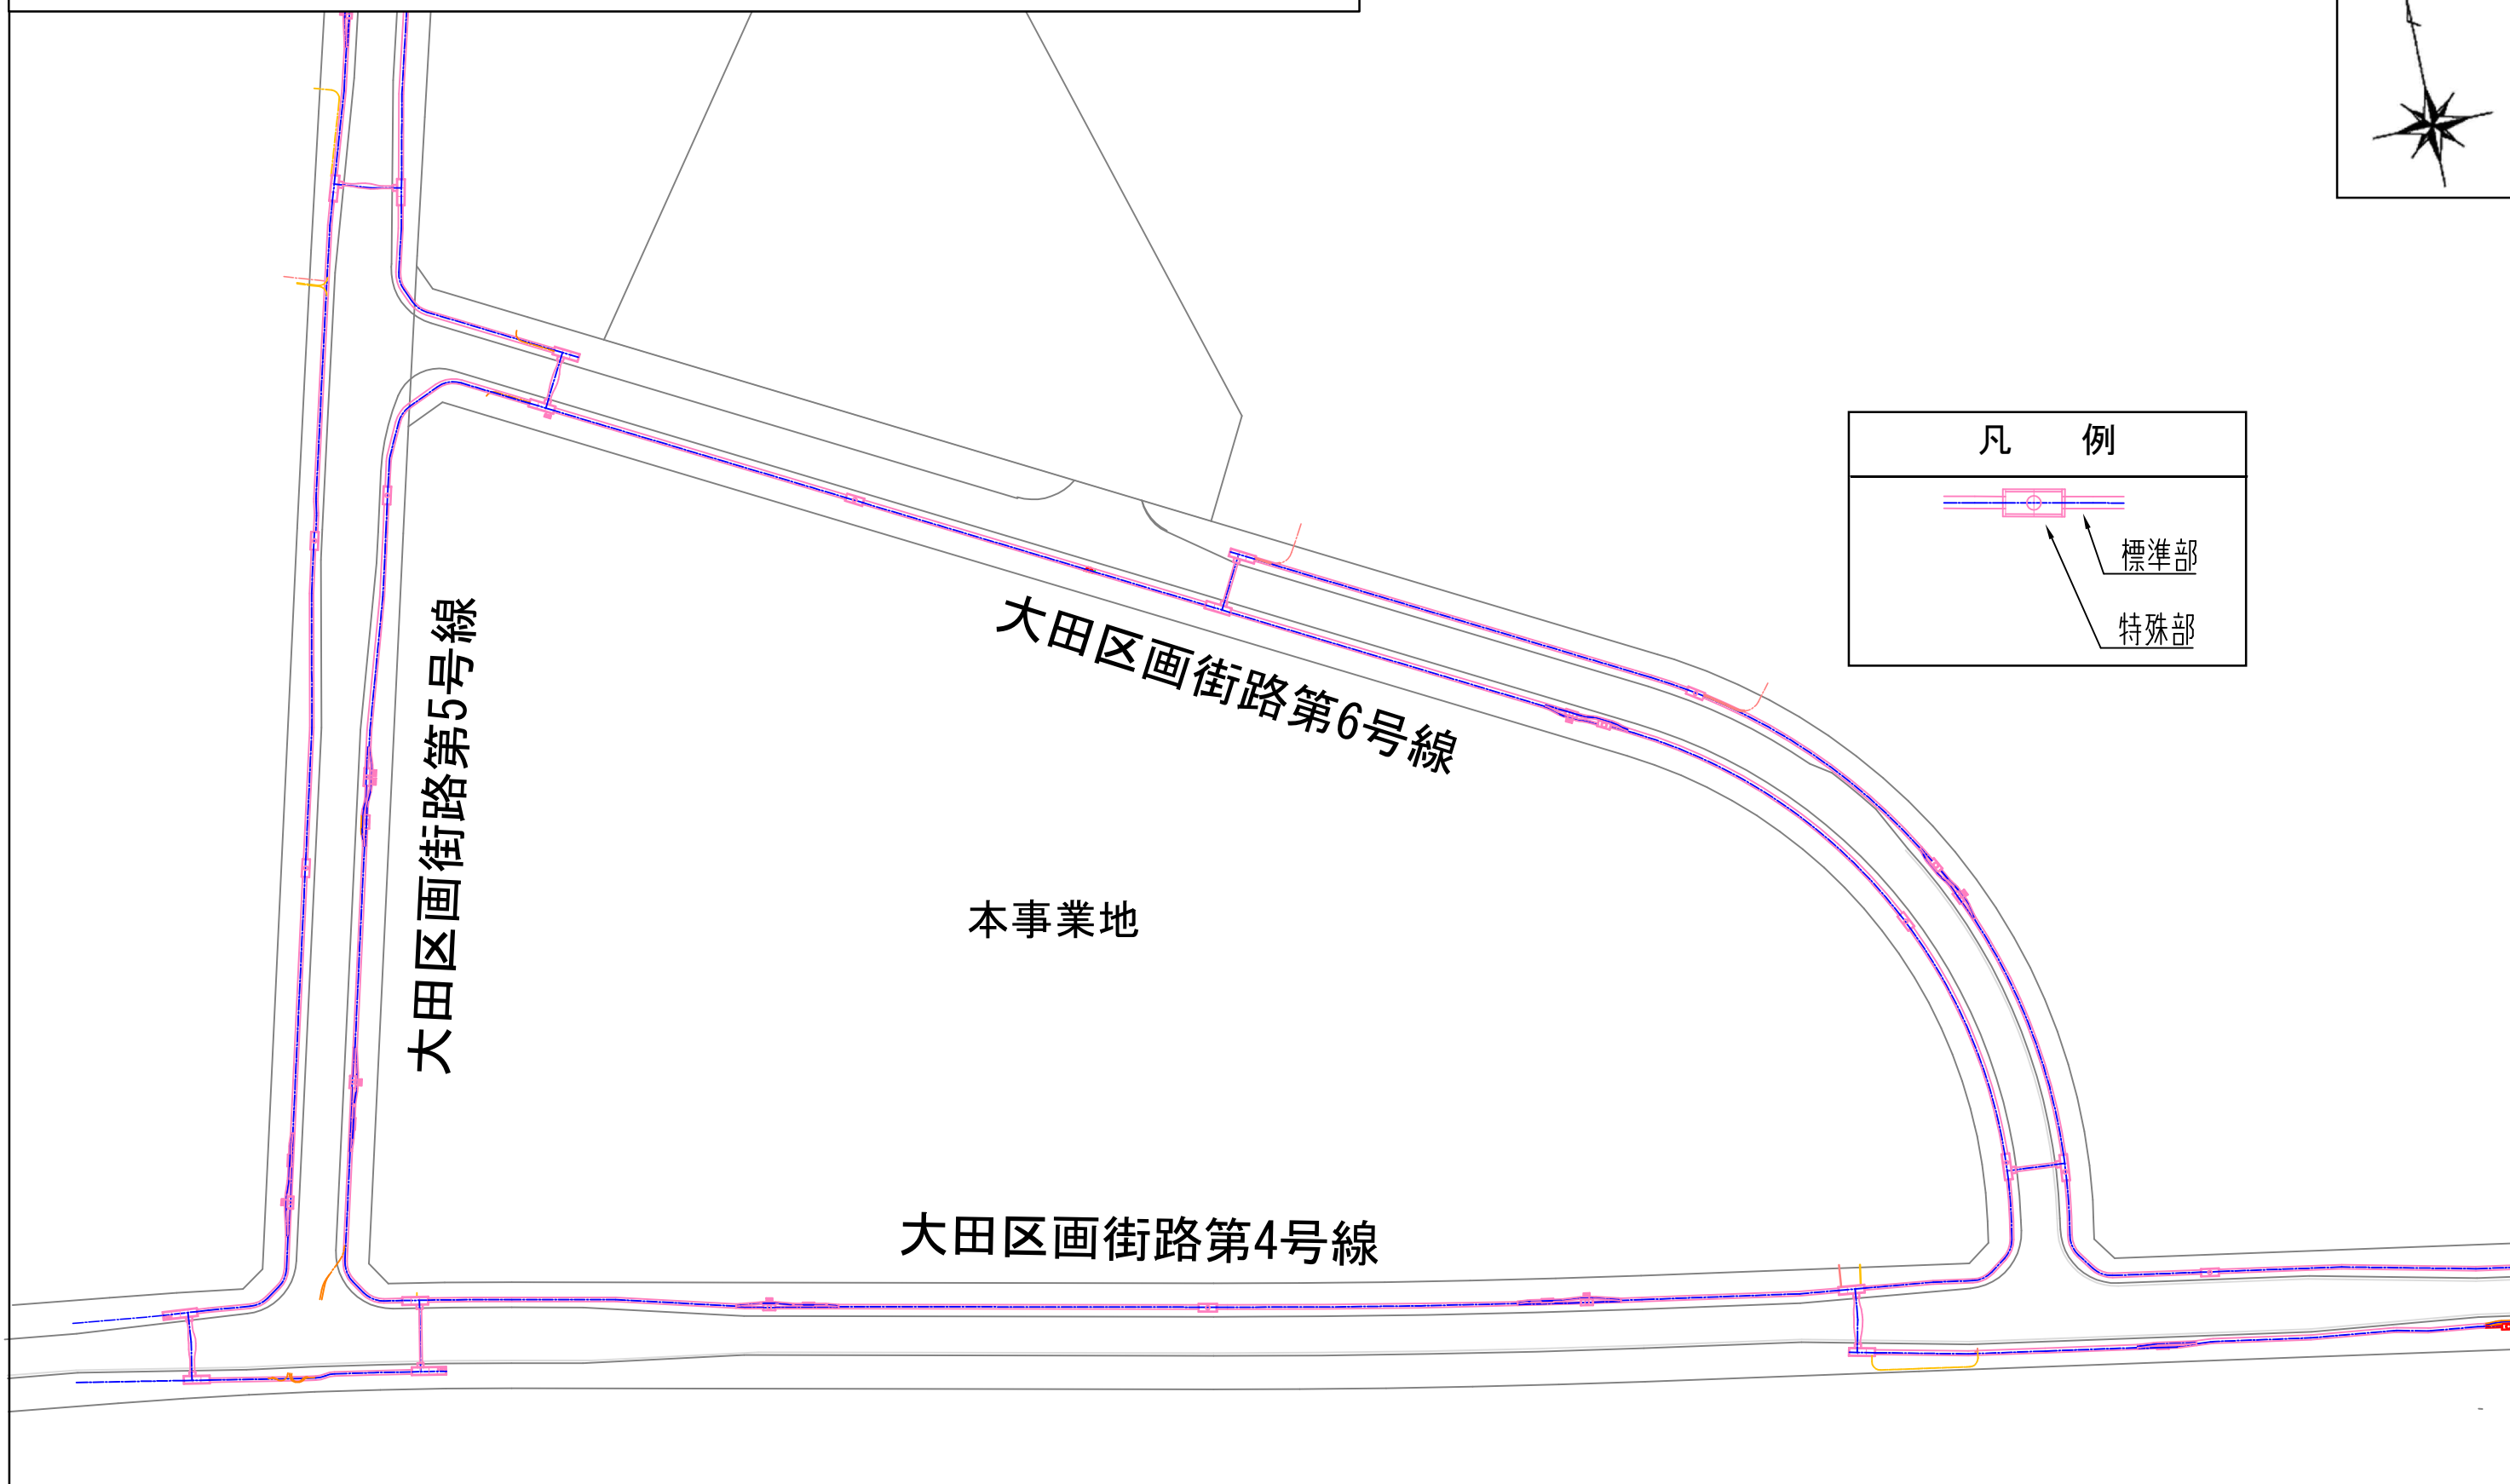 凡 例
標準部
特殊部
大田区画街路第6号線
大田区画街路第5号線
本事業地
大田区画街路第4号線